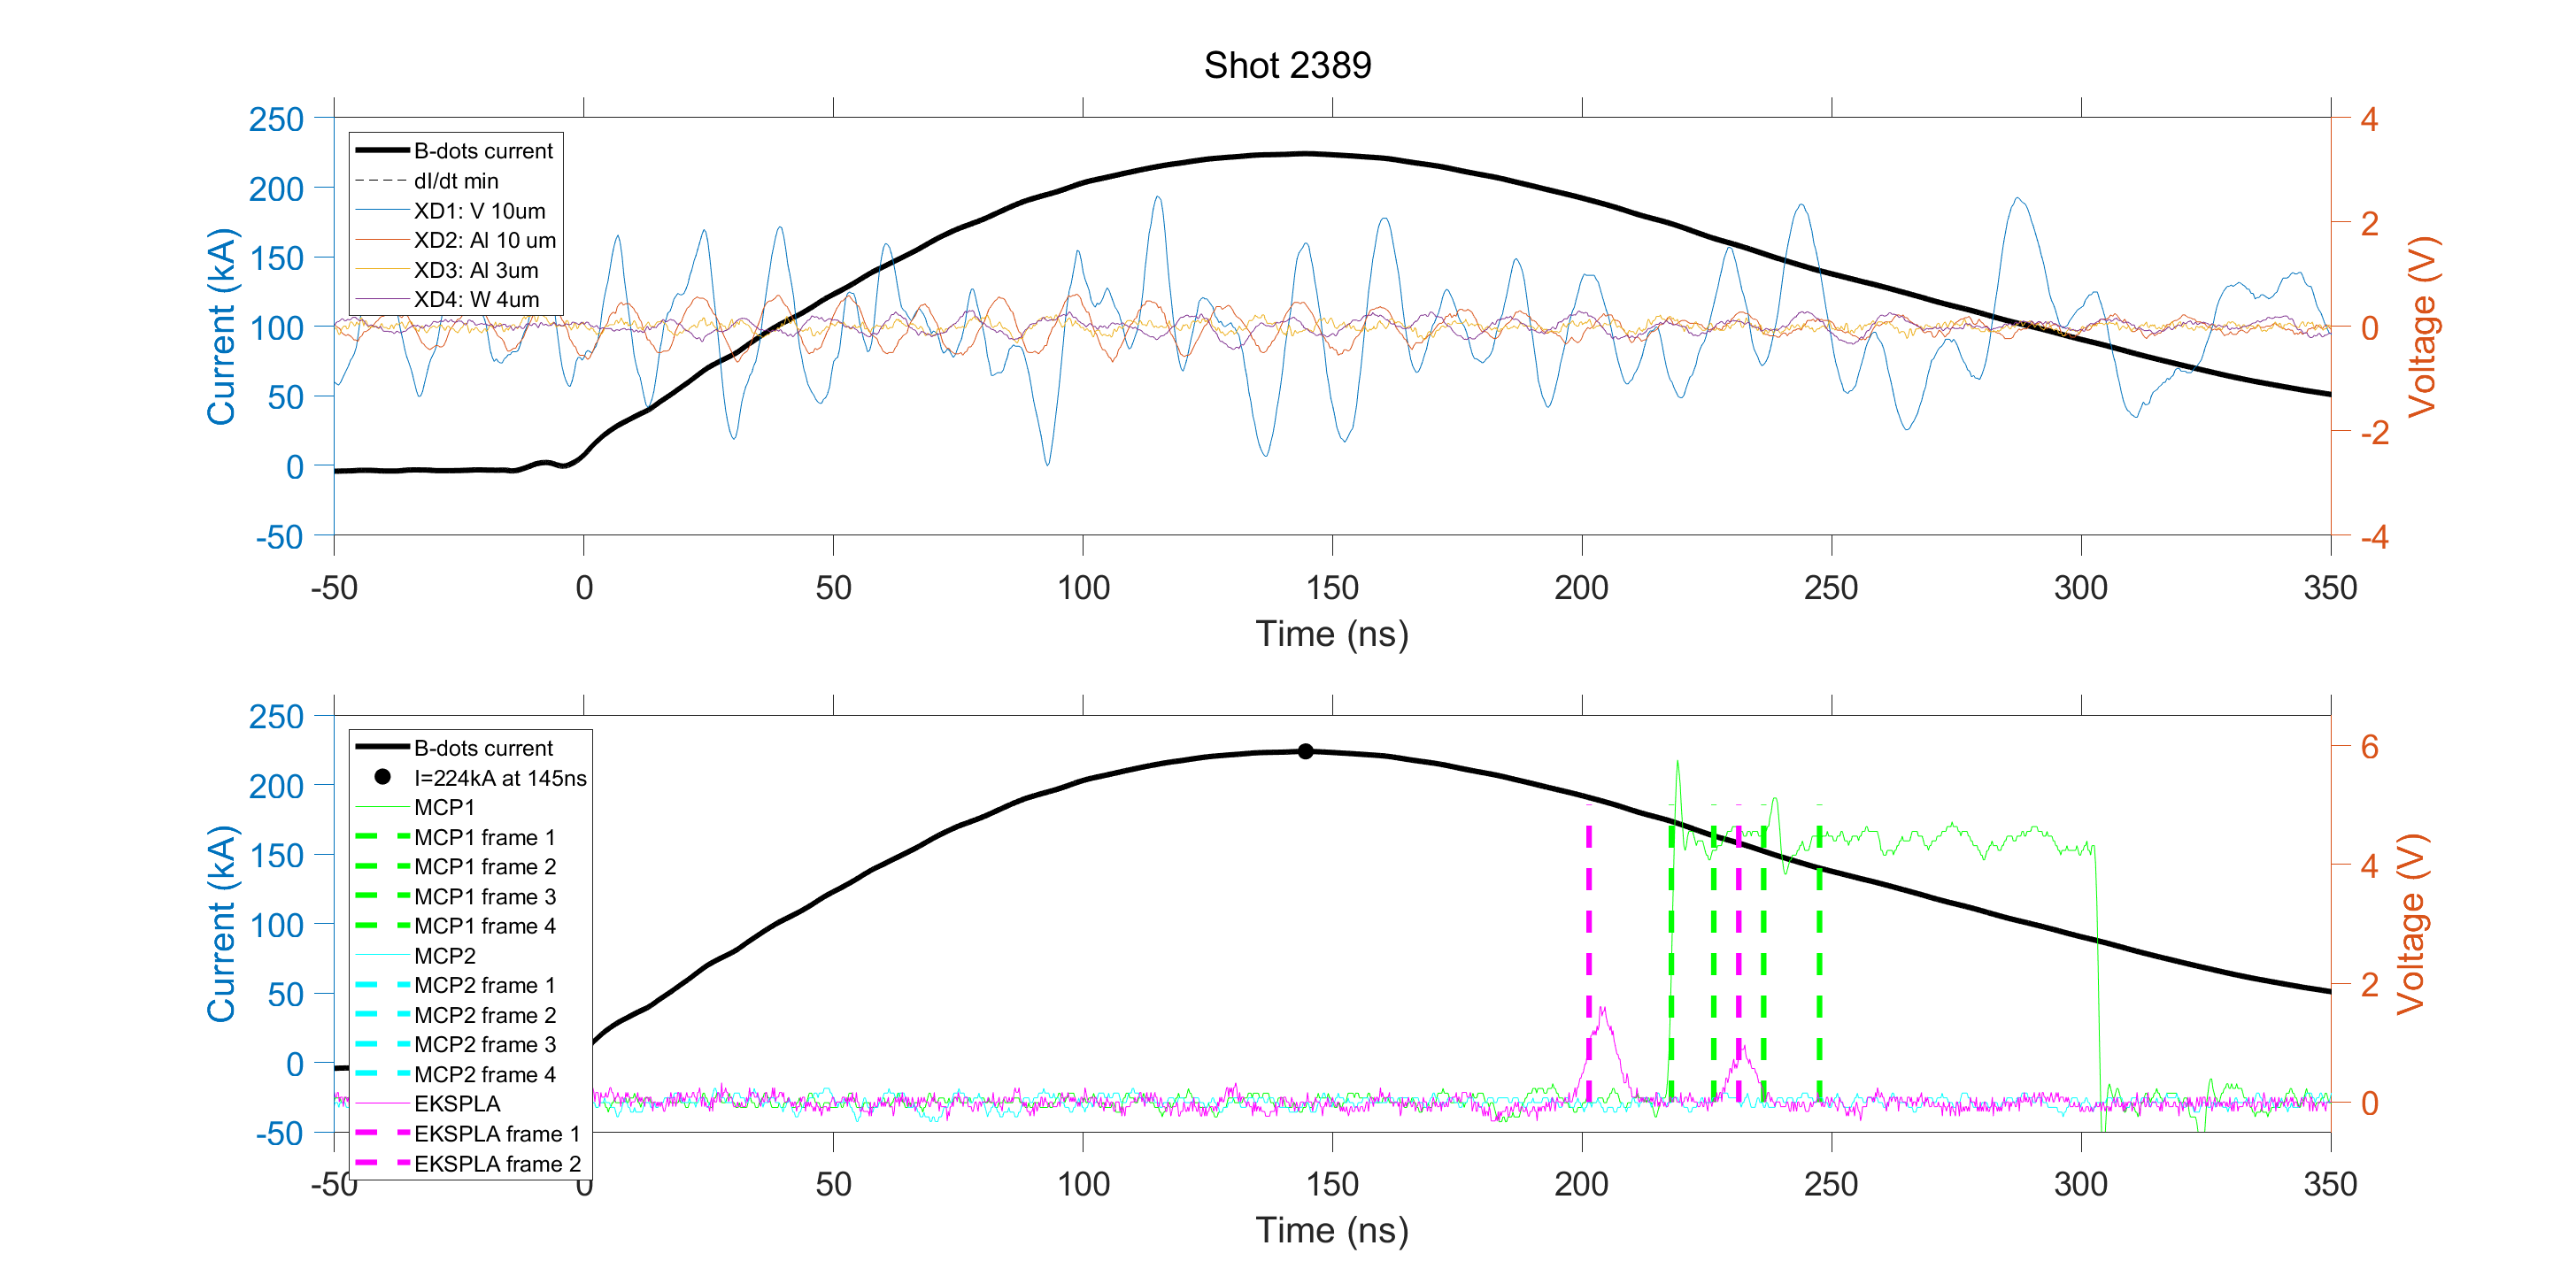 Shot 2389
250
200
150
100
50
0
-50
Current (kA)
B-dots current
dI/dt min
XD1: V 10um
XD2: Al 10 um
XD3: Al 3um
XD4: W 4um
4
2
0
-2
-4
Voltage (V)
-50 0 50 100 150 200 250 300 350
Time (ns)
250
200
150
100
50
0
-50
Current (kA)
B-dots current
I=224kA at 145ns
MCP1
MCP1 frame 1
MCP1 frame 2
MCP1 frame 3
MCP1 frame 4
MCP2
MCP2 frame 1
MCP2 frame 2
MCP2 frame 3
MCP2 frame 4
EKSPLA
EKSPLA frame 1
EKSPLA frame 2
6
4
2
0
Voltage (V)
-50 0 50 100 150 200 250 300 350
Time (ns)